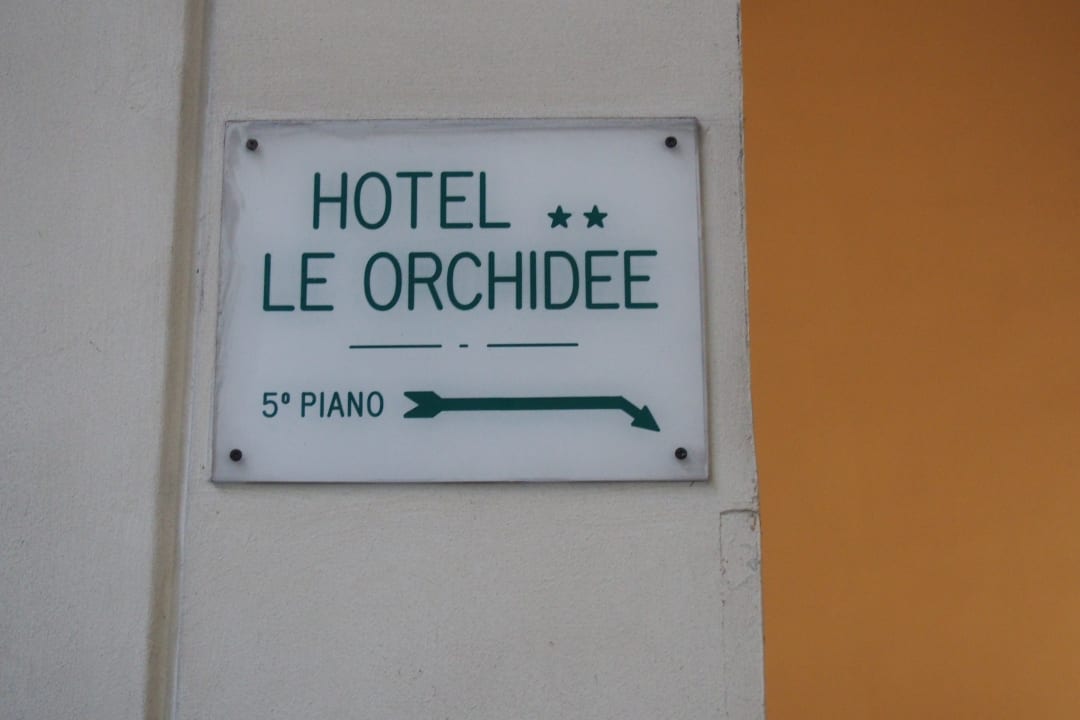 HOTEL ★★
LE ORCHIDEE
5º PIANO